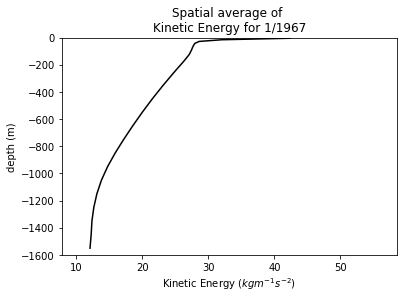 Spatial average of
Kinetic Energy for 1/1967
0
−200
−400
−600
−800
−1000
−1200
−1400
−1600
depth (m)
10 20 30 40 50
Kinetic Energy (kgm⁻¹s⁻²)